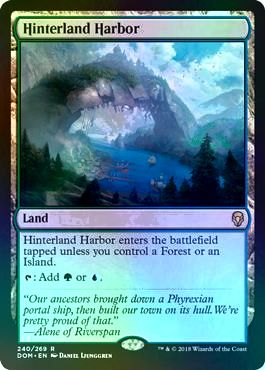 Hinterland Harbor
Land
Hinterland Harbor enters the battlefield
tapped unless you control a Forest or an
Island.
: Add or .
“Our ancestors brought down a Phyrexian
portal ship, then built our town on its hull. We’re
pretty proud of that.”
—Alene of Riverspan
240/269 R
DOM • EN Daniel Ljunggren
™ & © 2018 Wizards of the Coast